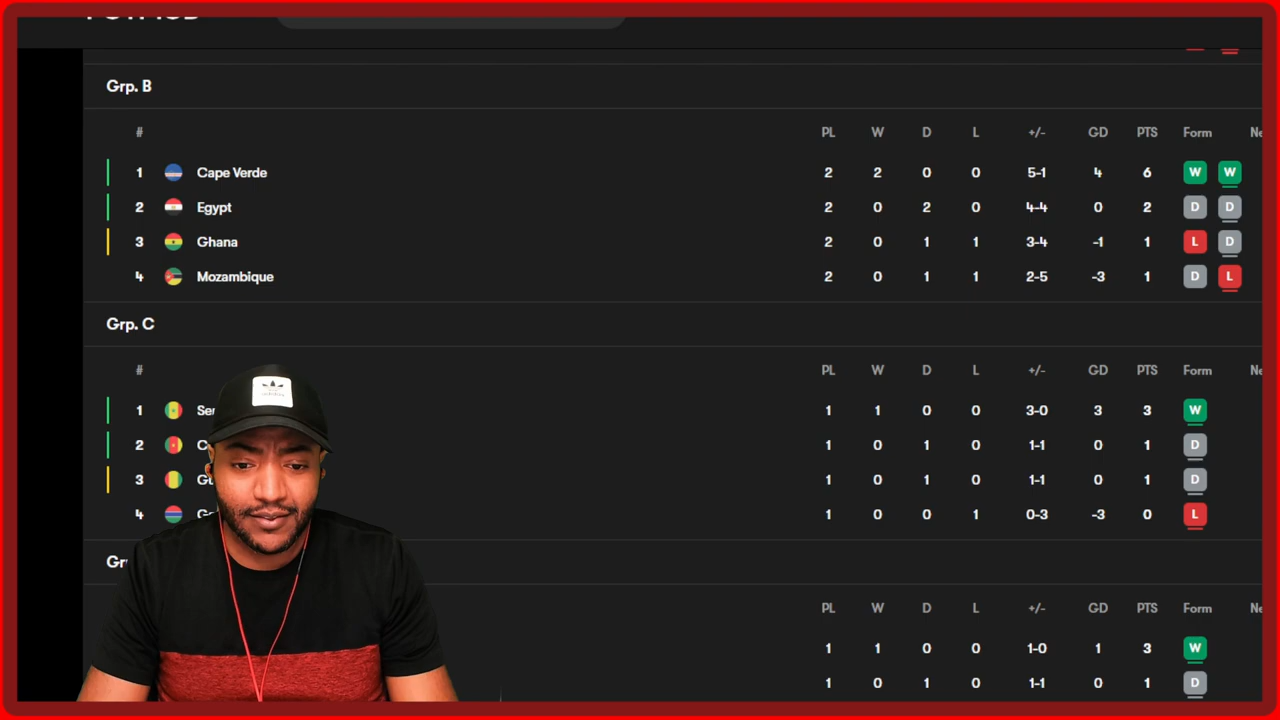 Grp. B
# PL W D L +/- GD PTS Form
1 Cape Verde 2 2 0 0 5-1 4 6 W W
2 Egypt 2 0 2 0 4-4 0 2 D D
3 Ghana 2 0 1 1 3-4 -1 1 L D
4 Mozambique 2 0 1 1 2-5 -3 1 D L
Grp. C
# PL W D L +/- GD PTS Form
1 1 1 0 0 3-0 3 3 W
2 1 0 1 0 1-1 0 1 D
3 1 0 1 0 1-1 0 1 D
4 1 0 0 1 0-3 -3 0 L
PL W D L +/- GD PTS Form
1 1 0 0 1-0 1 3 W
1 0 1 0 1-1 0 1 D